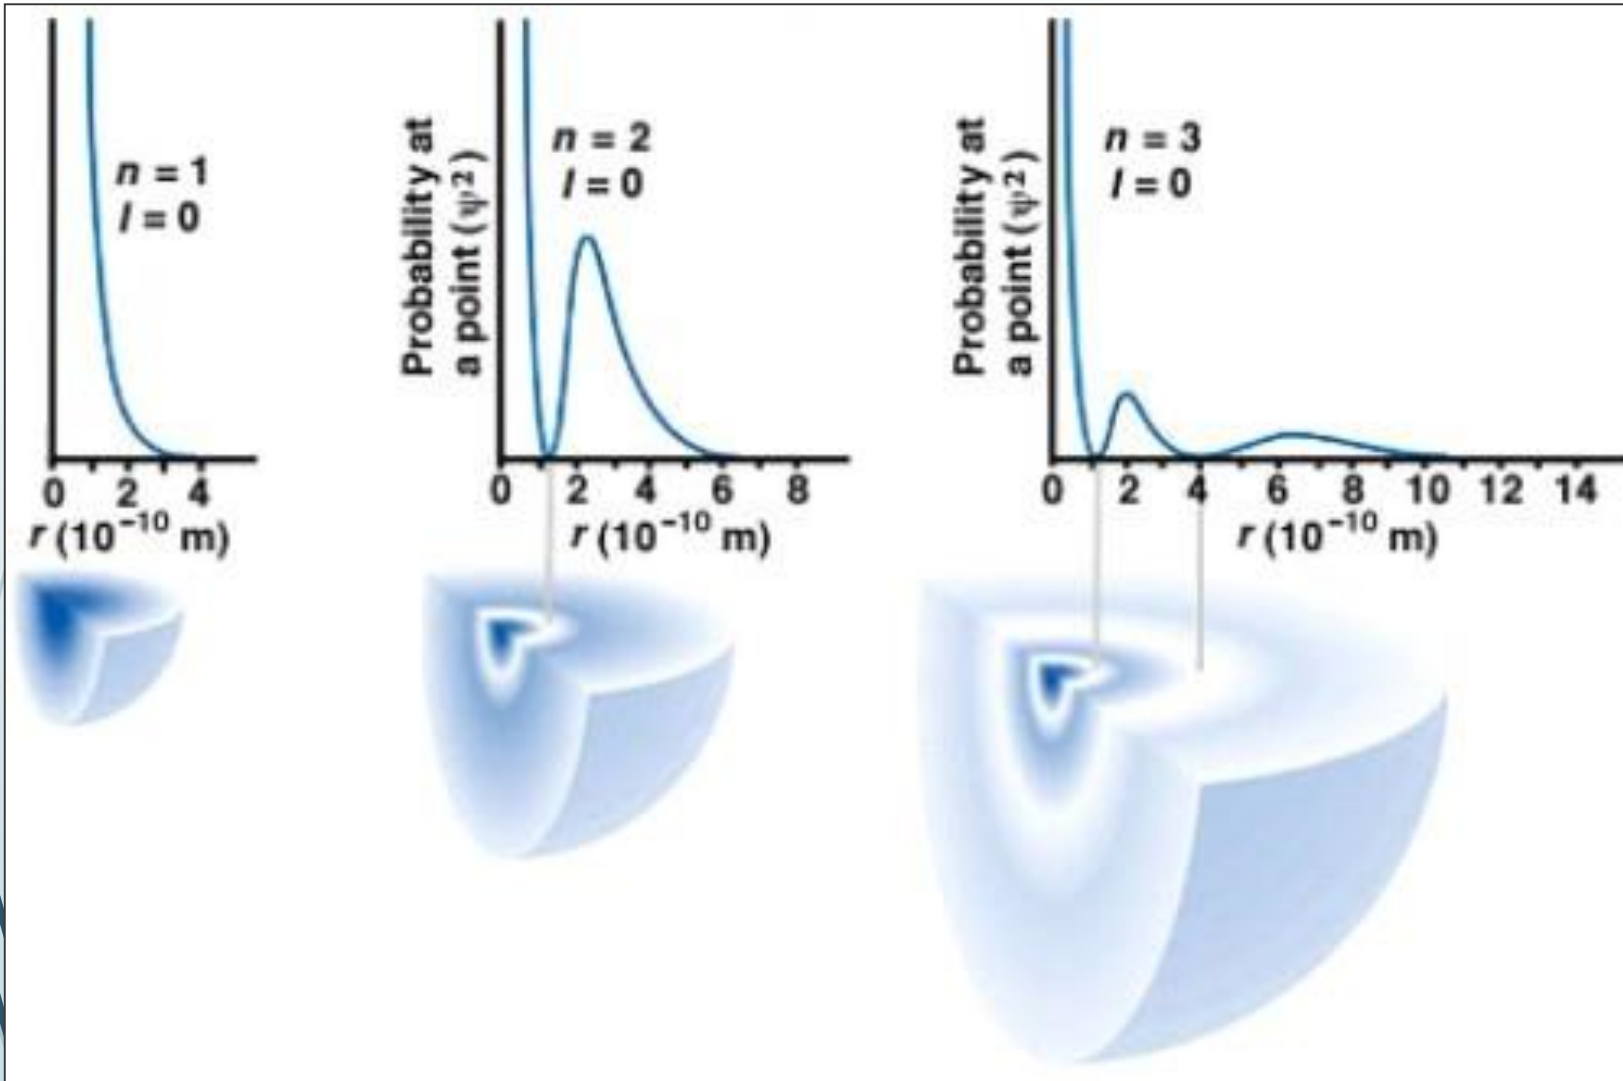 n = 1
l = 0
0 2 4
r (10⁻¹⁰ m)
Probability at
a point (ψ²)
n = 2
l = 0
0 2 4 6 8
r (10⁻¹⁰ m)
Probability at
a point (ψ²)
n = 3
l = 0
0 2 4 6 8 10 12 14
r (10⁻¹⁰ m)